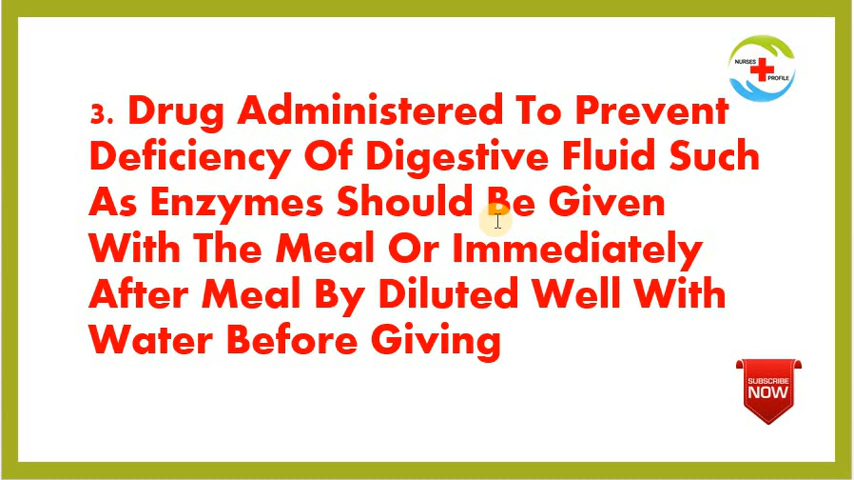 NURSES
PROFILE
3. Drug Administered To Prevent
Deficiency Of Digestive Fluid Such
As Enzymes Should Be Given
With The Meal Or Immediately
After Meal By Diluted Well With
Water Before Giving
SUBSCRIBE
NOW